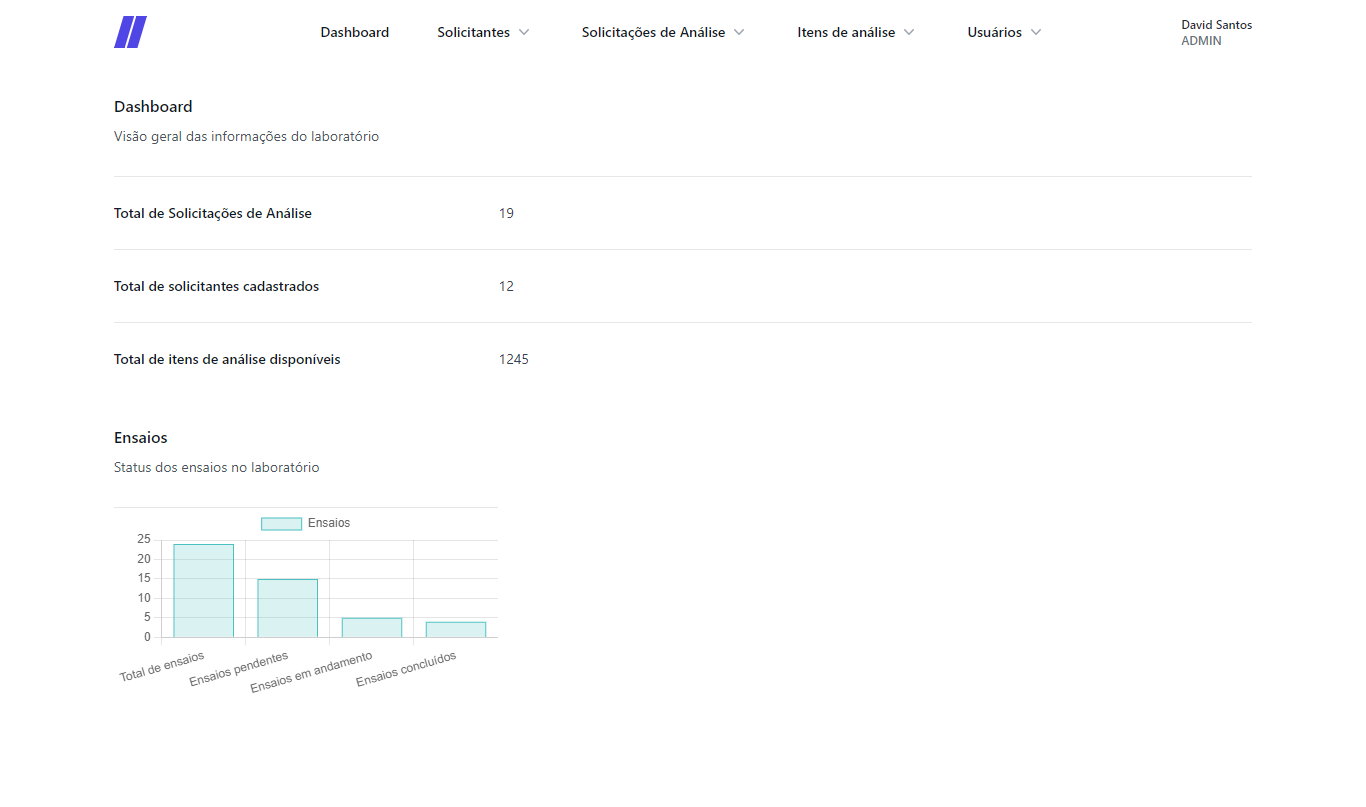 Dashboard Solicitantes Solicitações de Análise Itens de análise Usuários David Santos
ADMIN
Dashboard
Visão geral das informações do laboratório
Total de Solicitações de Análise 19
Total de solicitantes cadastrados 12
Total de itens de análise disponíveis 1245
Ensaios
Status dos ensaios no laboratório
Ensaios
25
20
15
10
5
0
Total de ensaios
Ensaios pendentes
Ensaios em andamento
Ensaios concluídos